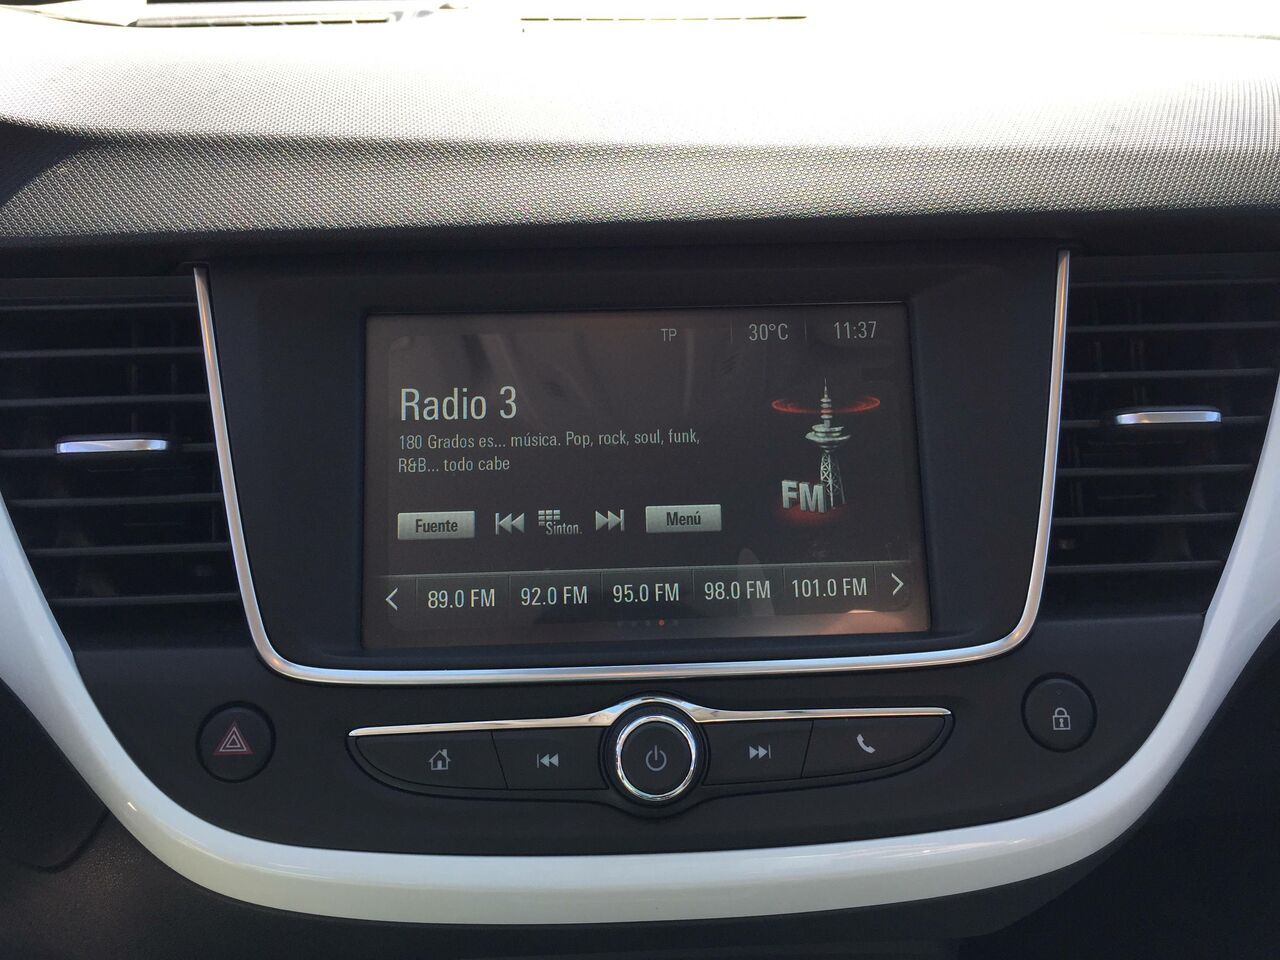 TP 30°C 11:37
Radio 3
180 Grados es... música. Pop, rock, soul, funk,
R&B... todo cabe
FM
Fuente Sinton. Menú
89.0 FM 92.0 FM 95.0 FM 98.0 FM 101.0 FM